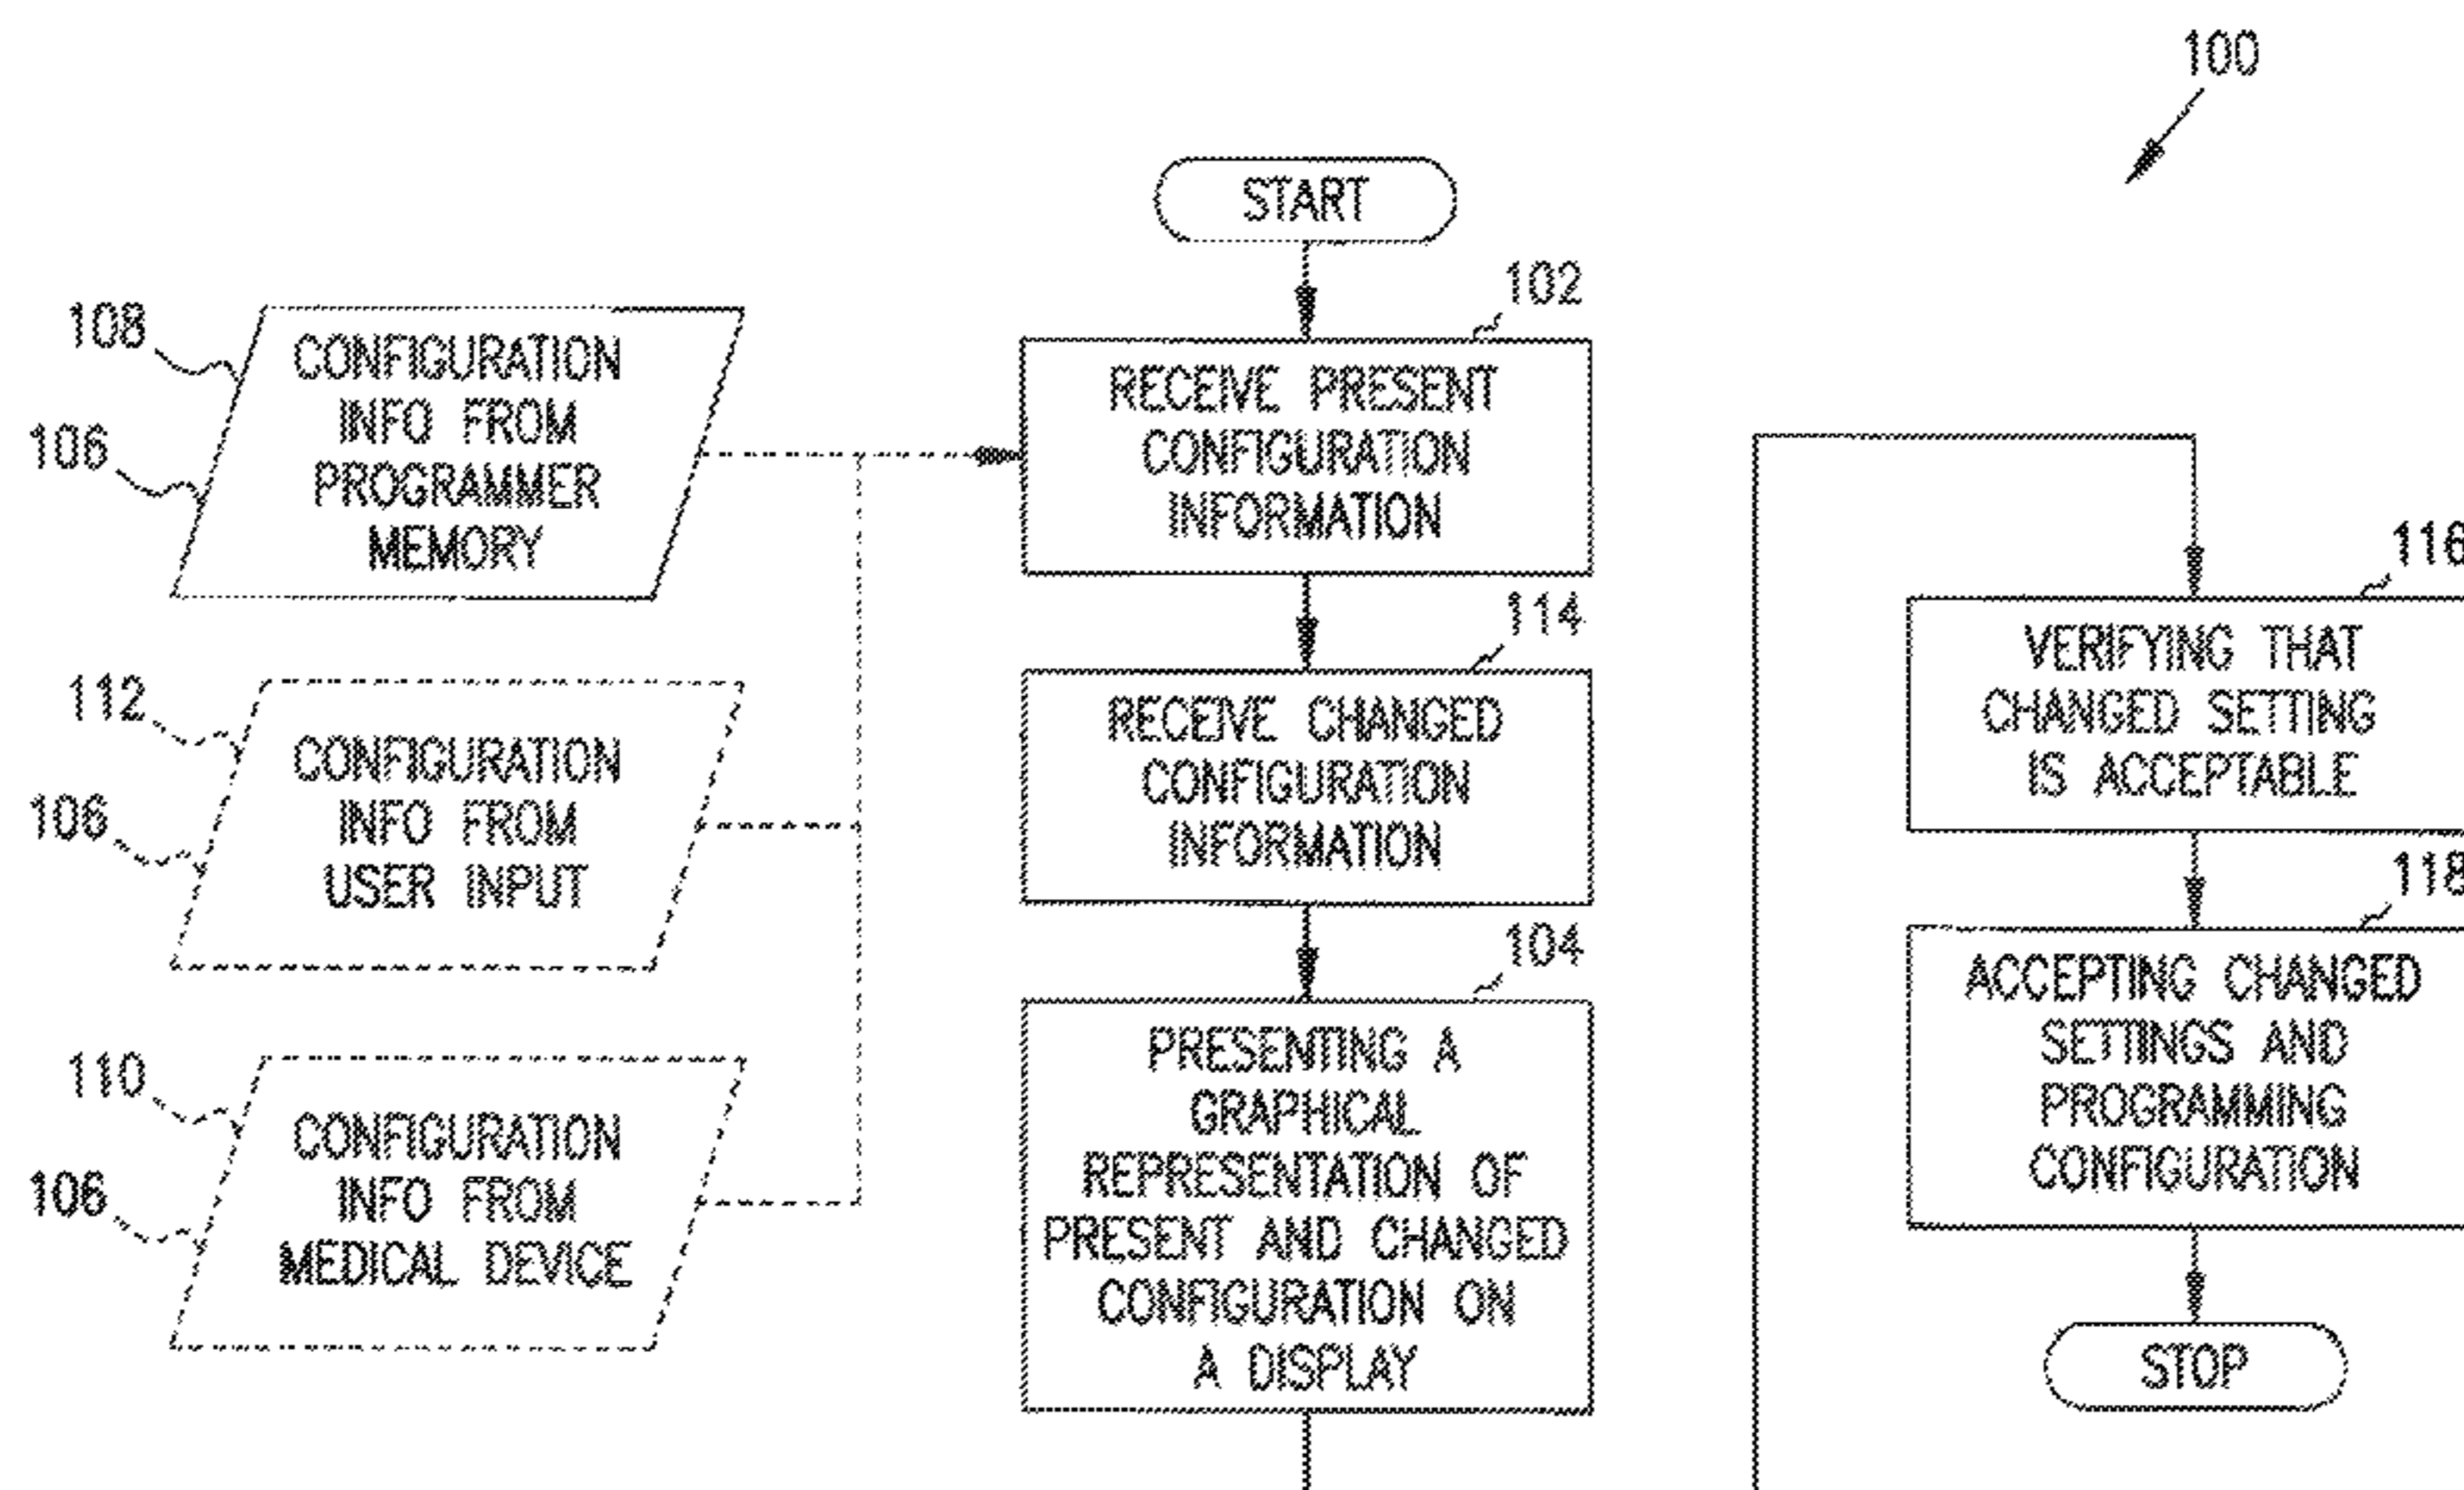 100
START
102
108
CONFIGURATION
INFO FROM
PROGRAMMER
MEMORY
106
RECEIVE PRESENT
CONFIGURATION
INFORMATION
114
112
CONFIGURATION
INFO FROM
USER INPUT
106
RECEIVE CHANGED
CONFIGURATION
INFORMATION
104
110
CONFIGURATION
INFO FROM
MEDICAL DEVICE
106
PRESENTING A
GRAPHICAL
REPRESENTATION OF
PRESENT AND CHANGED
CONFIGURATION ON
A DISPLAY
116
VERIFYING THAT
CHANGED SETTING
IS ACCEPTABLE
118
ACCEPTING CHANGED
SETTINGS AND
PROGRAMMING
CONFIGURATION
STOP